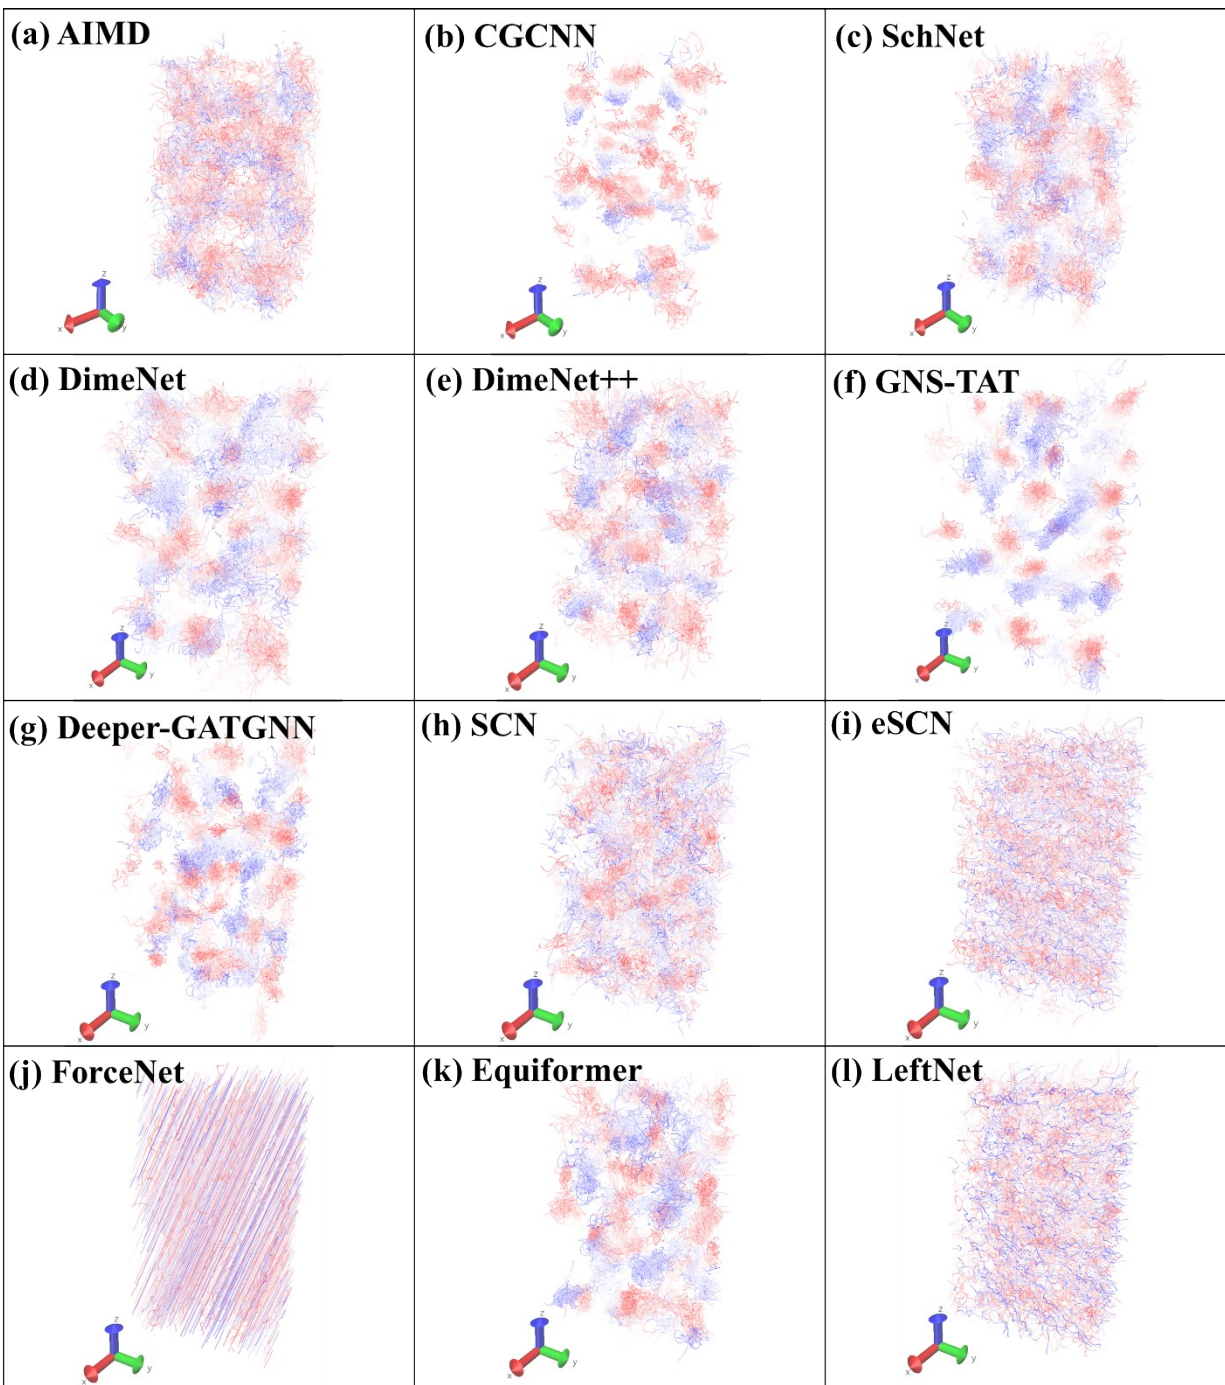 (a) AIMD
(b) CGCNN
(c) SchNet
z
x
y
z
x
y
z
x
y
(d) DimeNet
(e) DimeNet++
(f) GNS-TAT
z
x
y
z
x
y
z
x
y
(g) Deeper-GATGNN
(h) SCN
(i) eSCN
z
x
y
z
x
y
z
x
y
(j) ForceNet
(k) Equiformer
(l) LeftNet
z
x
y
z
x
y
z
x
y